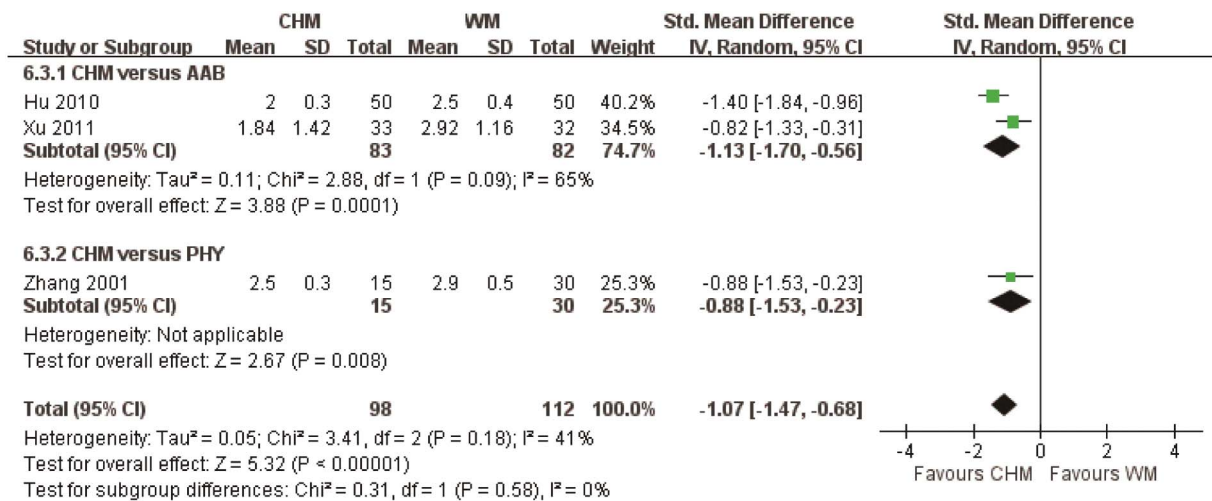 CHM WM Std. Mean Difference Std. Mean Difference
Study or Subgroup Mean SD Total Mean SD Total Weight IV, Random, 95% CI IV, Random, 95% CI
6.3.1 CHM versus AAB
Hu 2010 2 0.3 50 2.5 0.4 50 40.2% -1.40 [-1.84, -0.96]
Xu 2011 1.84 1.42 33 2.92 1.16 32 34.5% -0.82 [-1.33, -0.31]
Subtotal (95% CI) 83 82 74.7% -1.13 [-1.70, -0.56]
Heterogeneity: Tau² = 0.11; Chi² = 2.88, df = 1 (P = 0.09); I² = 65%
Test for overall effect: Z = 3.88 (P = 0.0001)
6.3.2 CHM versus PHY
Zhang 2001 2.5 0.3 15 2.9 0.5 30 25.3% -0.88 [-1.53, -0.23]
Subtotal (95% CI) 15 30 25.3% -0.88 [-1.53, -0.23]
Heterogeneity: Not applicable
Test for overall effect: Z = 2.67 (P = 0.008)
Total (95% CI) 98 112 100.0% -1.07 [-1.47, -0.68]
Heterogeneity: Tau² = 0.05; Chi² = 3.41, df = 2 (P = 0.18); I² = 41%
Test for overall effect: Z = 5.32 (P < 0.00001)
Test for subgroup differences: Chi² = 0.31, df = 1 (P = 0.58), I² = 0%
-4 -2 0 2 4
Favours CHM Favours WM